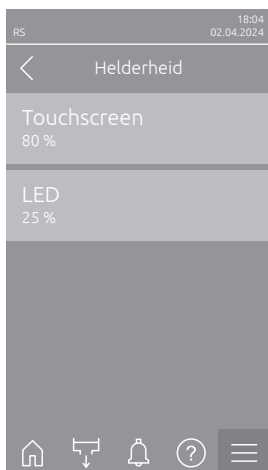 18:04
RS 02.04.2024
Helderheid
Touchscreen
80 %
LED
25 %
?